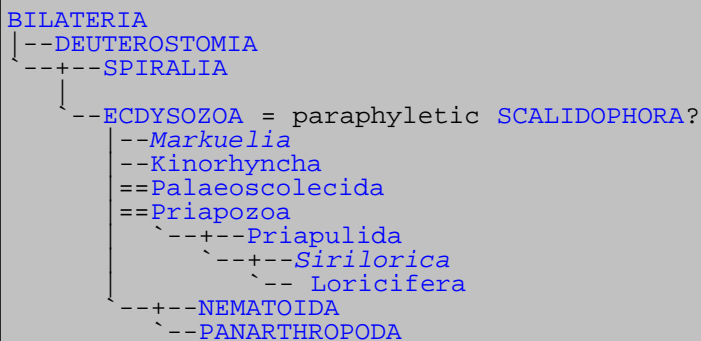 BILATERIA
|--DEUTEROSTOMIA
`--+--SPIRALIA
   |
   `--ECDYSOZOA = paraphyletic SCALIDOPHORA?
      |--Markuelia
      |--Kinorhyncha
      |==Palaeoscolecida
      |==Priapozoa
      |  `--+--Priapulida
      |     `--+--Sirilorica
      |        `-- Loricifera
      `--+--NEMATOIDA
         `--PANARTHROPODA